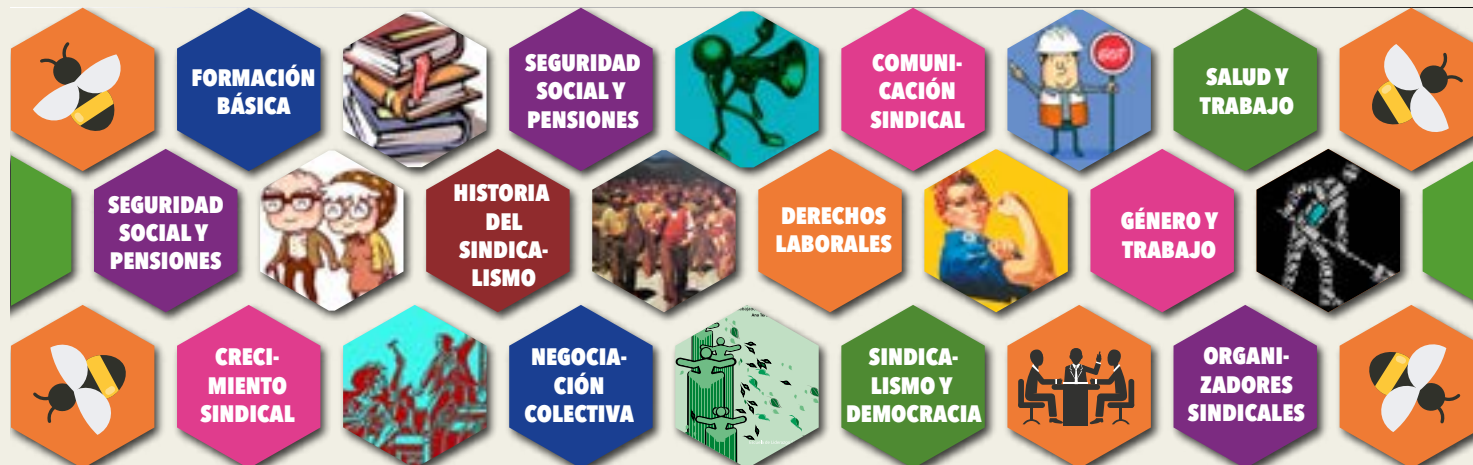 FORMACIÓN
BÁSICA
SEGURIDAD
SOCIAL Y
PENSIONES
COMUNI-
CACIÓN
SINDICAL
SALUD Y
TRABAJO
SEGURIDAD
SOCIAL Y
PENSIONES
HISTORIA
DEL
SINDICA-
LISMO
DERECHOS
LABORALES
GÉNERO Y
TRABAJO
CRECI-
MIENTO
SINDICAL
NEGOCIA-
CIÓN
COLECTIVA
SINDICA-
LISMO Y
DEMOCRACIA
ORGANI-
ZADORES
SINDICALES